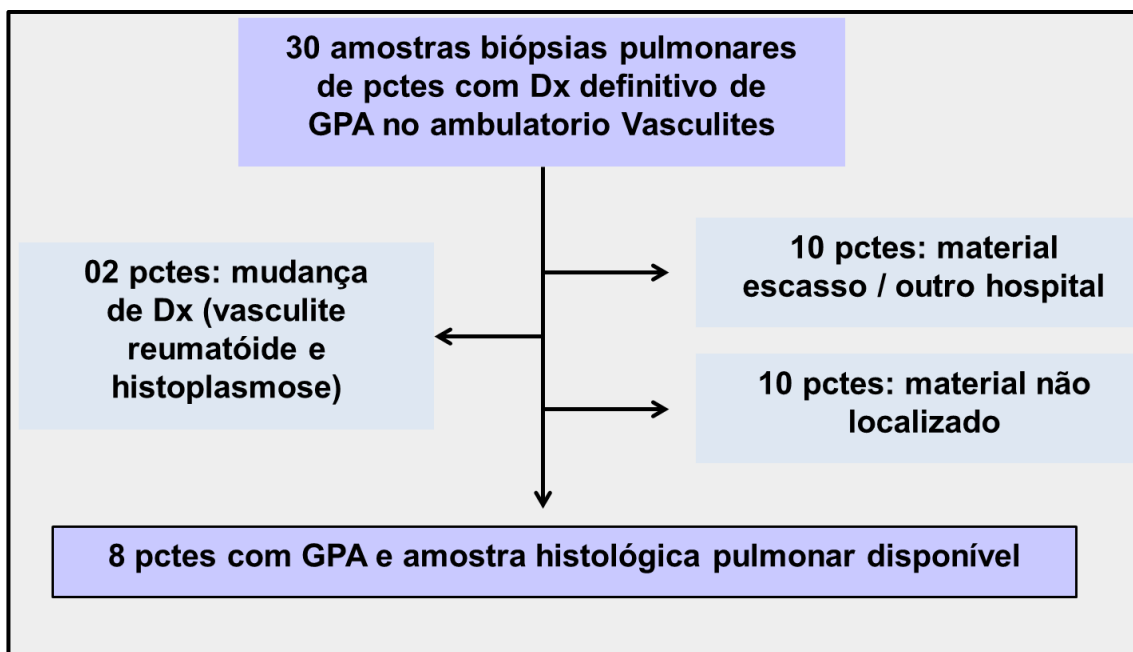 30 amostras biópsias pulmonares
de pctes com Dx definitivo de
GPA no ambulatorio Vasculites
10 pctes: material
escasso / outro hospital
02 pctes: mudança
de Dx (vasculite
reumatóide e
histoplasmose)
10 pctes: material não
localizado
8 pctes com GPA e amostra histológica pulmonar disponível